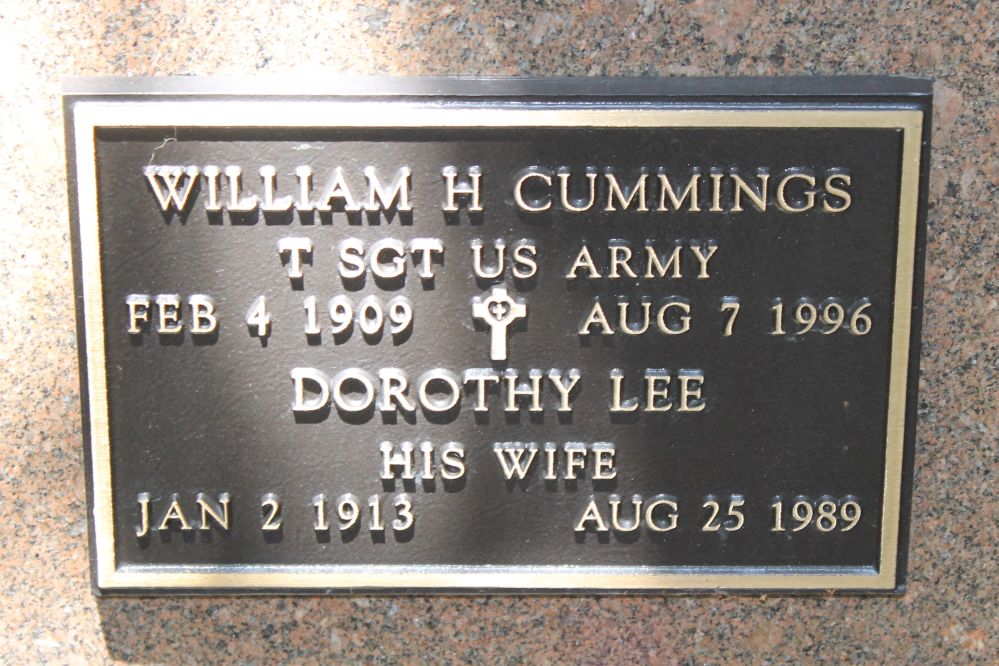 WILLIAM H CUMMINGS
T SGT US ARMY
FEB 4 1909 AUG 7 1996
DOROTHY LEE
HIS WIFE
JAN 2 1913 AUG 25 1989